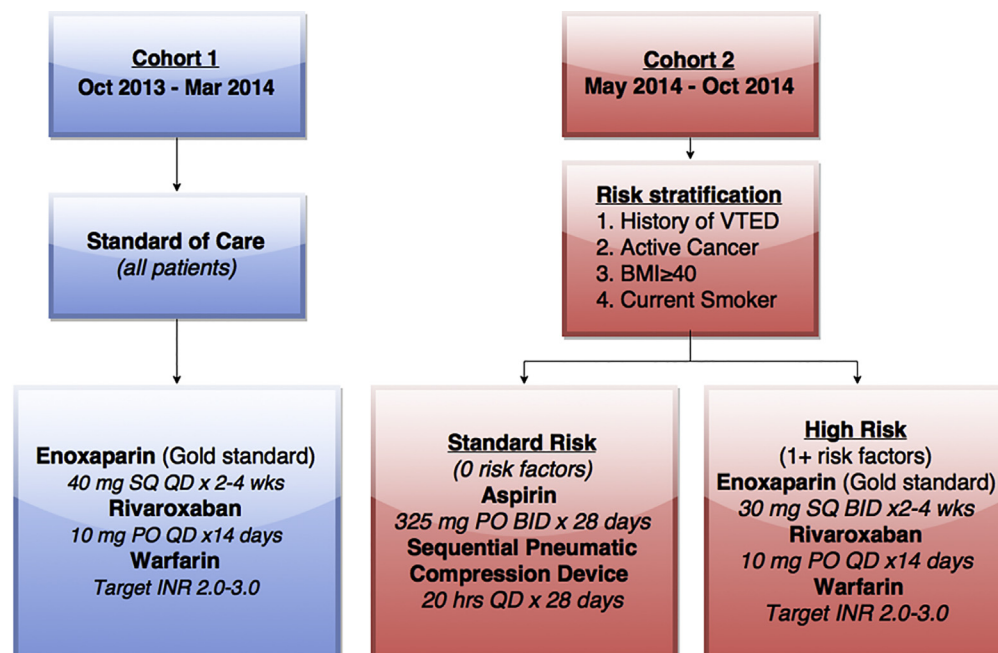 Cohort 1
Oct 2013 - Mar 2014
Standard of Care
(all patients)
Enoxaparin (Gold standard)
40 mg SQ QD x 2-4 wks
Rivaroxaban
10 mg PO QD x14 days
Warfarin
Target INR 2.0-3.0
Cohort 2
May 2014 - Oct 2014
Risk stratification
1. History of VTED
2. Active Cancer
3. BMI≥40
4. Current Smoker
Standard Risk
(0 risk factors)
Aspirin
325 mg PO BID x 28 days
Sequential Pneumatic
Compression Device
20 hrs QD x 28 days
High Risk
(1+ risk factors)
Enoxaparin (Gold standard)
30 mg SQ BID x2-4 wks
Rivaroxaban
10 mg PO QD x14 days
Warfarin
Target INR 2.0-3.0